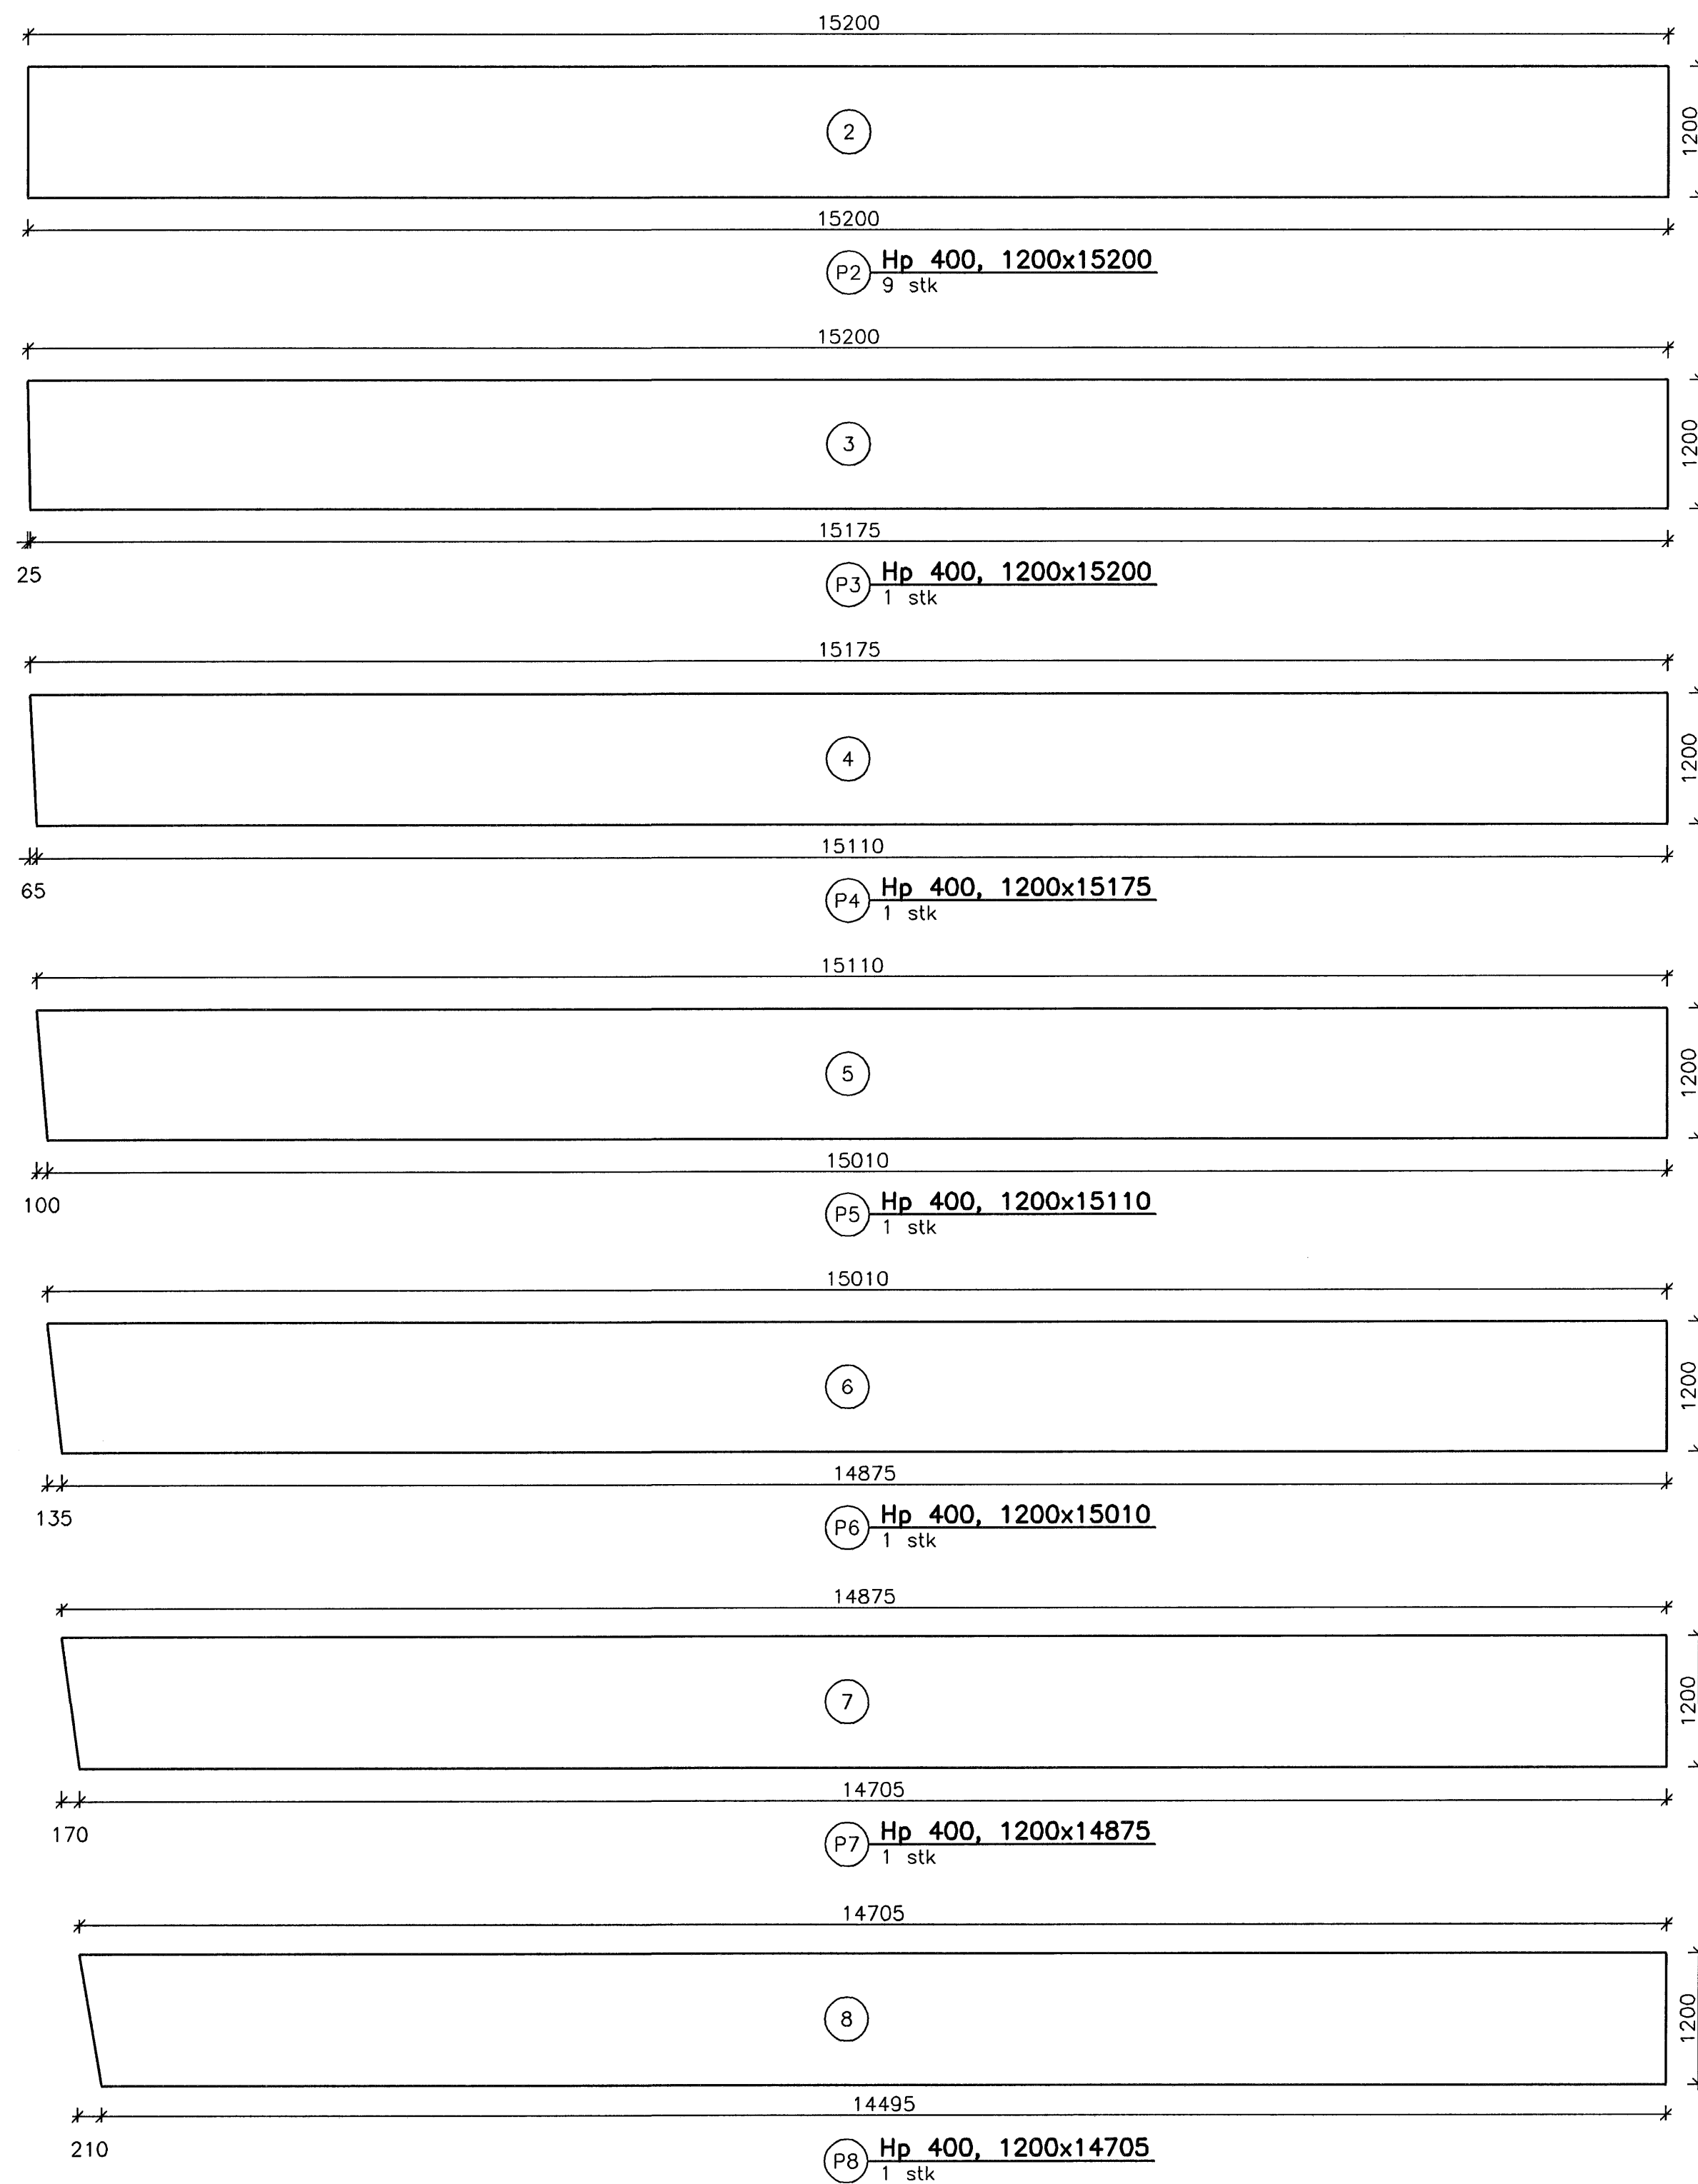 15200
1200
2
15200
P2 Hp 400, 1200x15200
9 stk
15200
1200
3
15175
25
P3 Hp 400, 1200x15200
1 stk
15175
1200
4
15110
65
P4 Hp 400, 1200x15175
1 stk
15110
1200
5
15010
100
P5 Hp 400, 1200x15110
1 stk
15010
1200
6
14875
135
P6 Hp 400, 1200x15010
1 stk
14875
1200
7
14705
170
P7 Hp 400, 1200x14875
1 stk
14705
1200
8
14495
210
P8 Hp 400, 1200x14705
1 stk